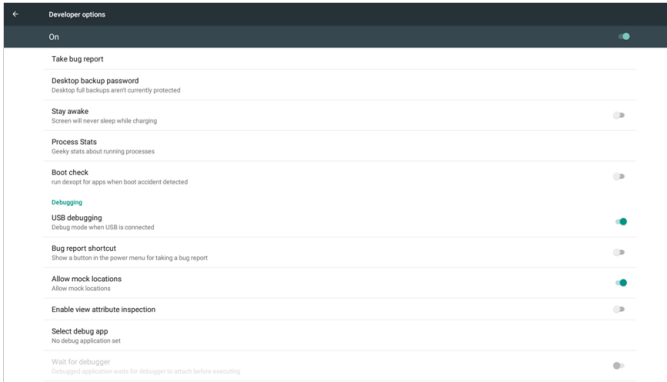 Developer options
On
Take bug report
Desktop backup password
Desktop full backups aren't currently protected
Stay awake
Screen will never sleep while charging
Process Stats
Geeky stats about running processes
Boot check
run dexopt for apps when boot accident detected
Debugging
USB debugging
Debug mode when USB is connected
Bug report shortcut
Show a button in the power menu for taking a bug report
Allow mock locations
Allow mock locations
Enable view attribute inspection
Select debug app
No debug application set
Wait for debugger
Debugged application waits for debugger to attach before executing